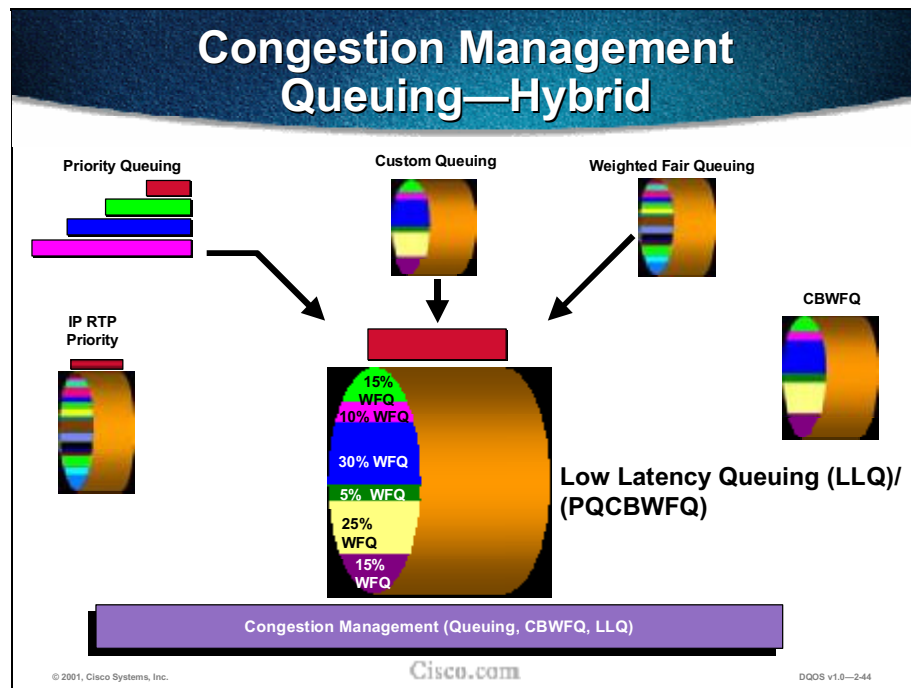 Congestion Management
Queuing—Hybrid
Priority Queuing
Custom Queuing
Weighted Fair Queuing
IP RTP
Priority
CBWFQ
15%
WFQ
10% WFQ
30% WFQ
5% WFQ
25%
WFQ
15%
WFQ
Low Latency Queuing (LLQ)/
(PQCBWFQ)
Congestion Management (Queuing, CBWFQ, LLQ)
© 2001, Cisco Systems, Inc.
Cisco.com
DQOS v1.0—2-44